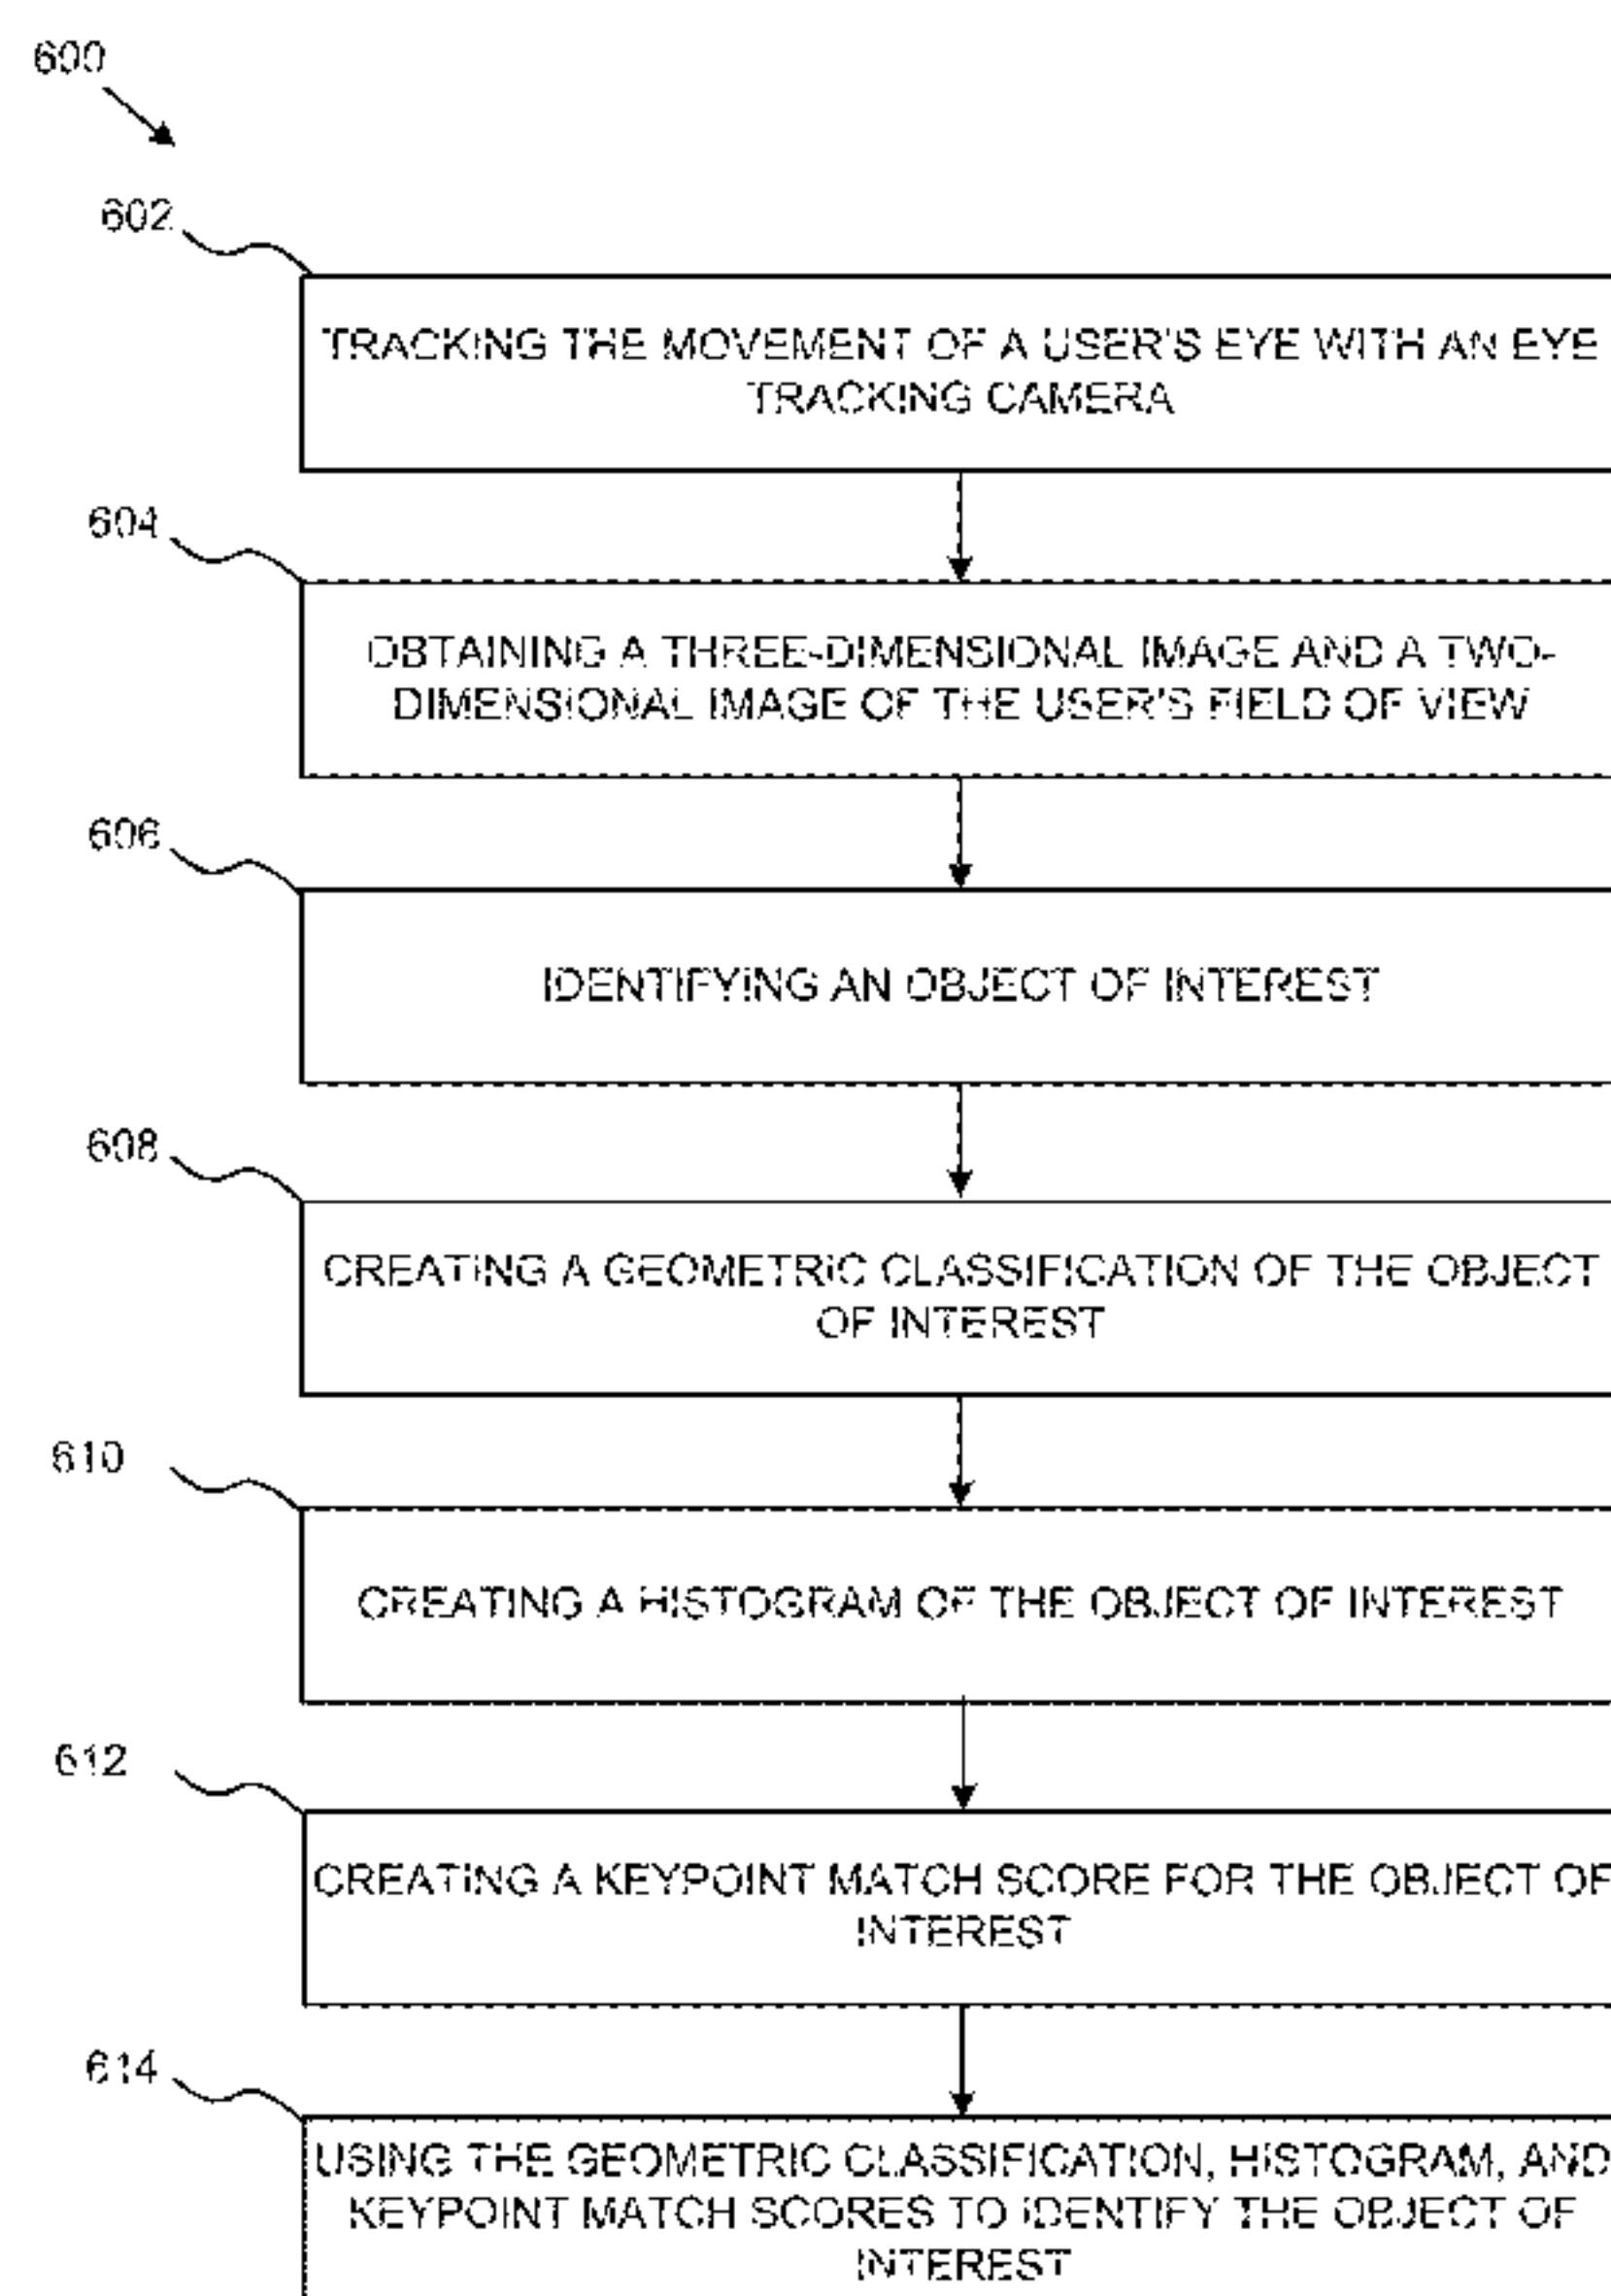 600
602
TRACKING THE MOVEMENT OF A USER'S EYE WITH AN EYE
TRACKING CAMERA
604
OBTAINING A THREE-DIMENSIONAL IMAGE AND A TWO-
DIMENSIONAL IMAGE OF THE USER'S FIELD OF VIEW
606
IDENTIFYING AN OBJECT OF INTEREST
608
CREATING A GEOMETRIC CLASSIFICATION OF THE OBJECT
OF INTEREST
610
CREATING A HISTOGRAM OF THE OBJECT OF INTEREST
612
CREATING A KEYPOINT MATCH SCORE FOR THE OBJECT OF
INTEREST
614
USING THE GEOMETRIC CLASSIFICATION, HISTOGRAM, AND
KEYPOINT MATCH SCORES TO IDENTIFY THE OBJECT OF
INTEREST